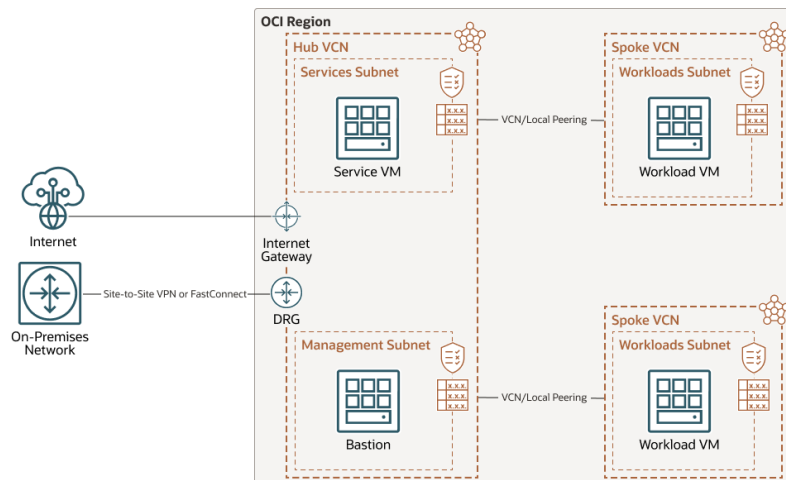 OCI Region
Hub VCN
Services Subnet
x.x.x.
x.x.x.
x.x.x.
Service VM
VCN/Local Peering
Spoke VCN
Workloads Subnet
x.x.x.
x.x.x.
x.x.x.
Workload VM
Internet
Internet
Gateway
On-Premises
Network
Site-to-Site VPN or FastConnect
DRG
Management Subnet
x.x.x.
x.x.x.
x.x.x.
Bastion
VCN/Local Peering
Spoke VCN
Workloads Subnet
x.x.x.
x.x.x.
x.x.x.
Workload VM